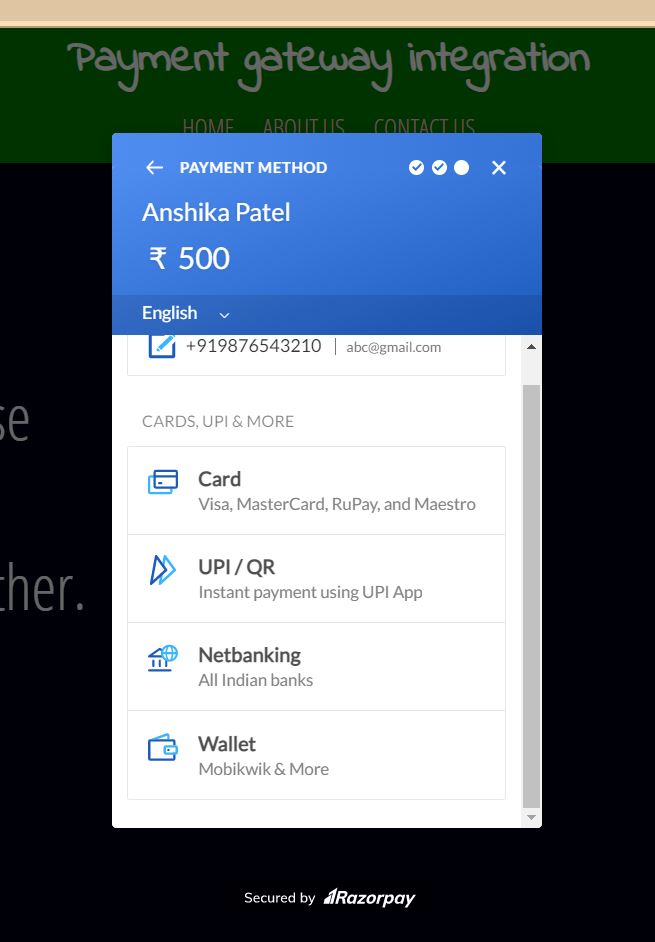 Payment gateway integration
HOME ABOUT US CONTACT US
PAYMENT METHOD
Anshika Patel
₹ 500
English
+919876543210 | abc@gmail.com
CARDS, UPI & MORE
Card
Visa, MasterCard, RuPay, and Maestro
UPI / QR
Instant payment using UPI App
Netbanking
All Indian banks
Wallet
Mobikwik & More
Secured by Razorpay